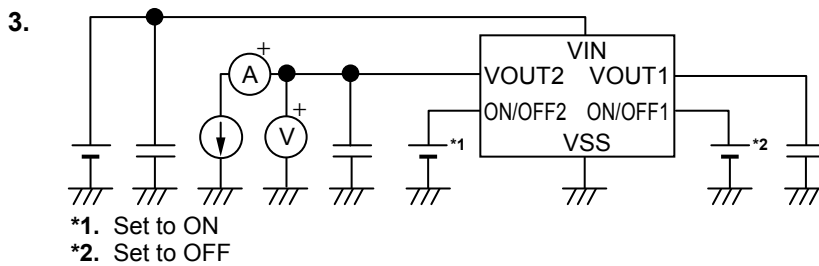 3.
VIN
+
A
VOUT2 VOUT1
+
ON/OFF2 ON/OFF1
V
*1
VSS
*2
*1. Set to ON
*2. Set to OFF